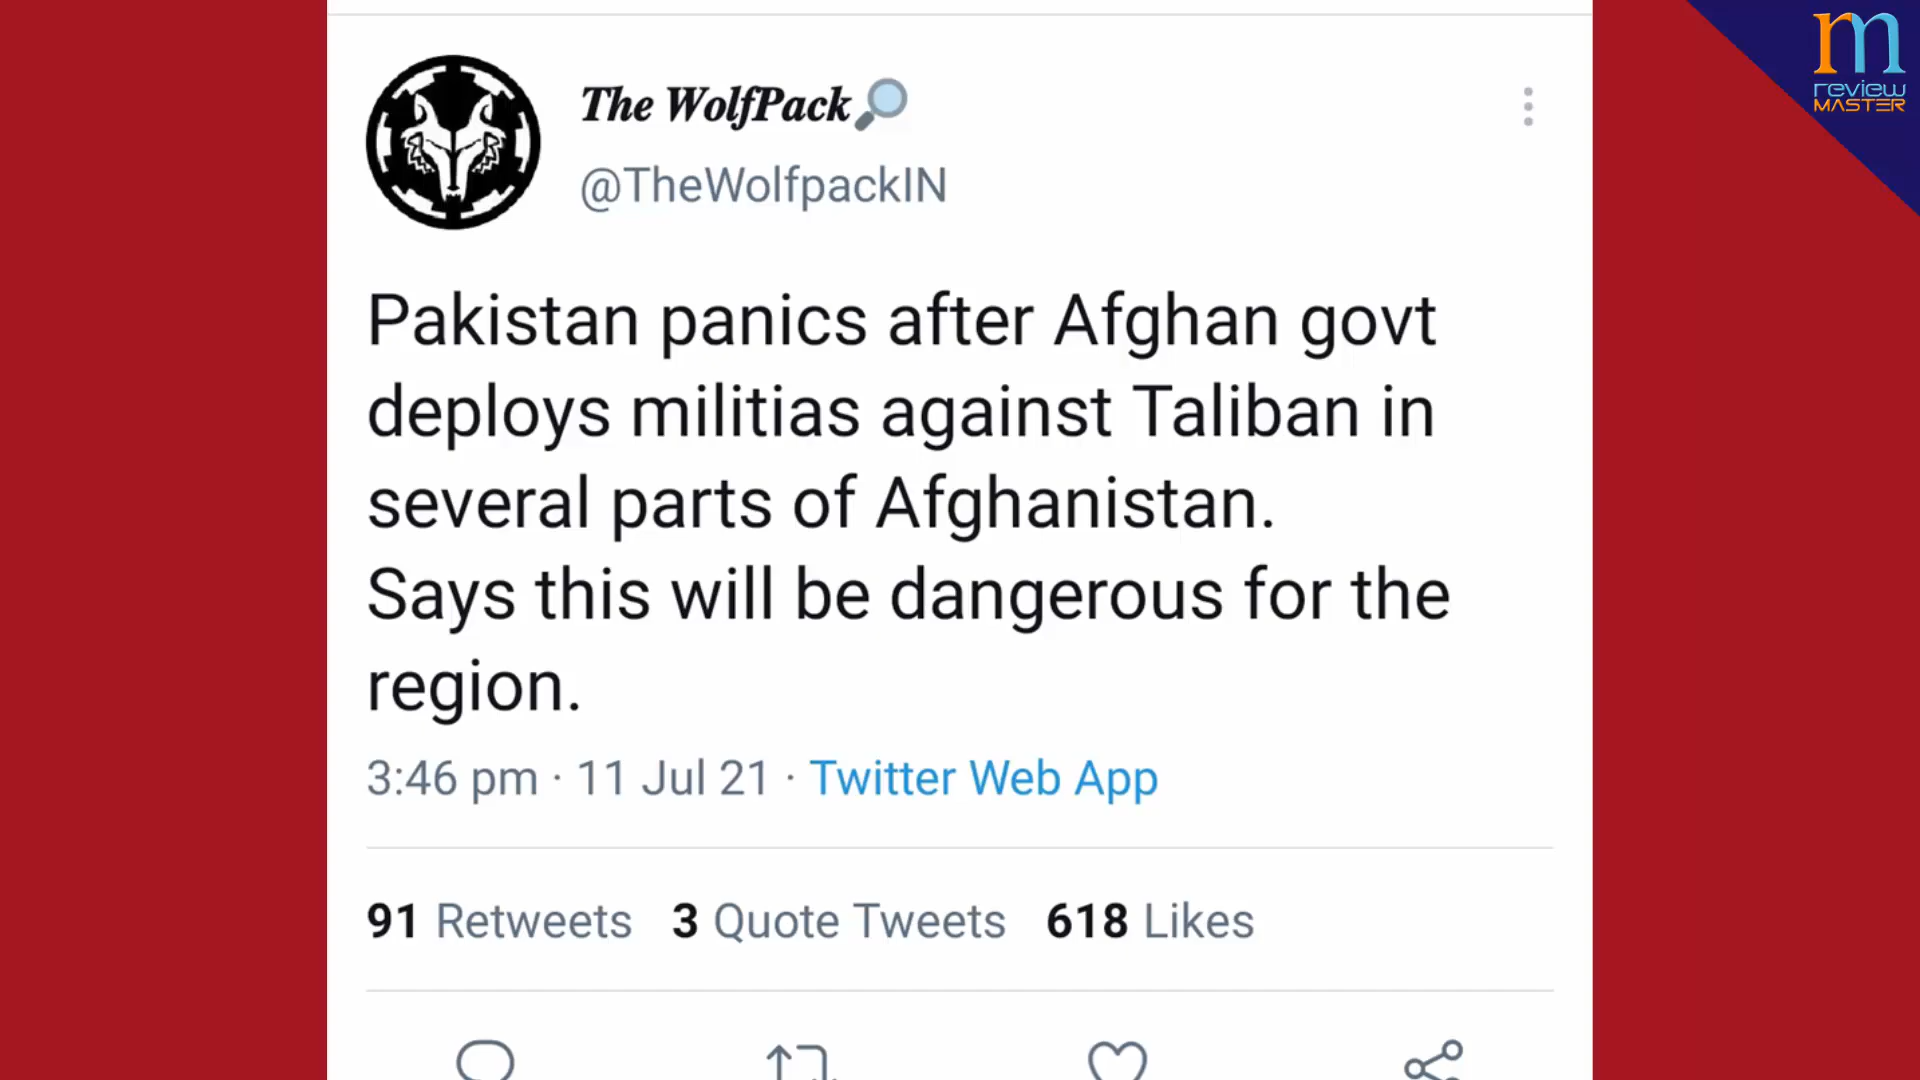 m
review
MASTER
The WolfPack
@TheWolfpackIN
Pakistan panics after Afghan govt
deploys militias against Taliban in
several parts of Afghanistan.
Says this will be dangerous for the
region.
3:46 pm · 11 Jul 21 · Twitter Web App
91 Retweets 3 Quote Tweets 618 Likes